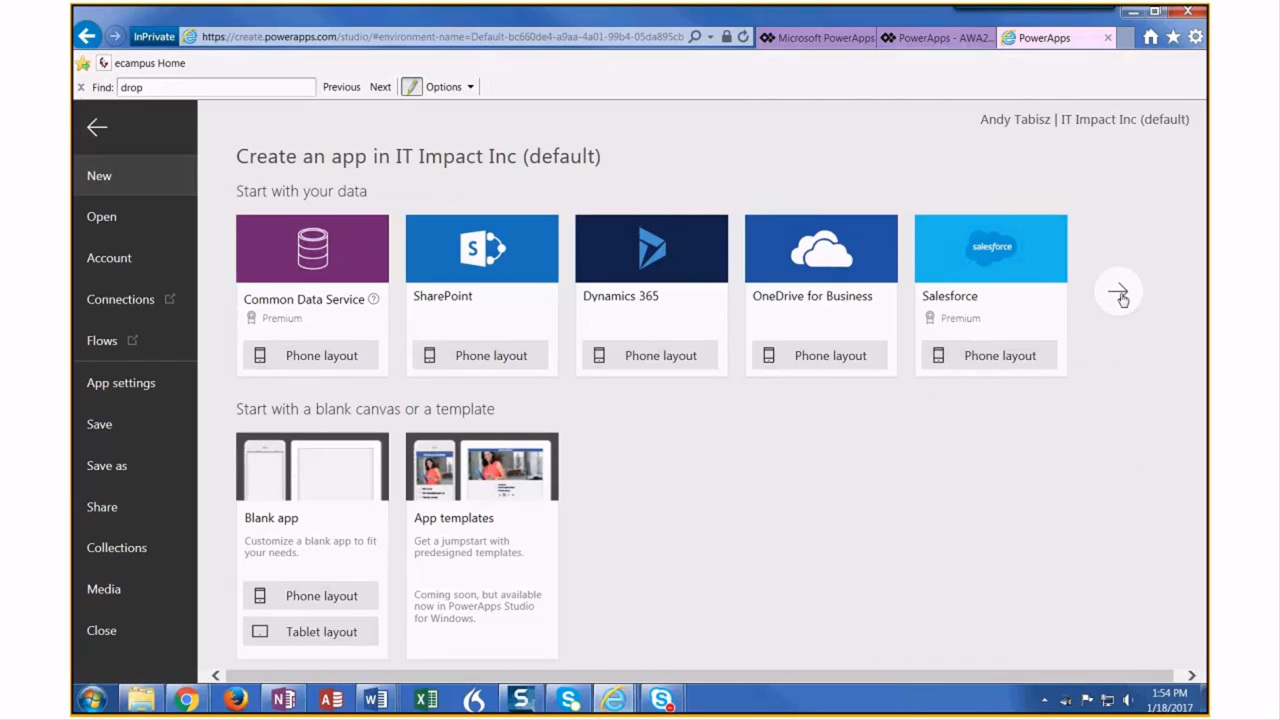 InPrivate
https://create.powerapps.com/studio/#environment-name=Default-bc660de4-a9aa-4a01-99b4-05da895cb
Microsoft PowerApps
PowerApps - AWA2...
PowerApps
ecampus Home
Find: drop
Previous
Next
Options
Andy Tabisz | IT Impact Inc (default)
New
Open
Account
Connections
Flows
App settings
Save
Save as
Share
Collections
Media
Close
Create an app in IT Impact Inc (default)
Start with your data
Common Data Service
Premium
Phone layout
S
SharePoint
Phone layout
Dynamics 365
Phone layout
OneDrive for Business
Phone layout
salesforce
Salesforce
Premium
Phone layout
Start with a blank canvas or a template
Blank app
Customize a blank app to fit
your needs.
Phone layout
Tablet layout
App templates
Get a jumpstart with
predesigned templates.
Coming soon, but available
now in PowerApps Studio
for Windows.
1:54 PM
1/18/2017